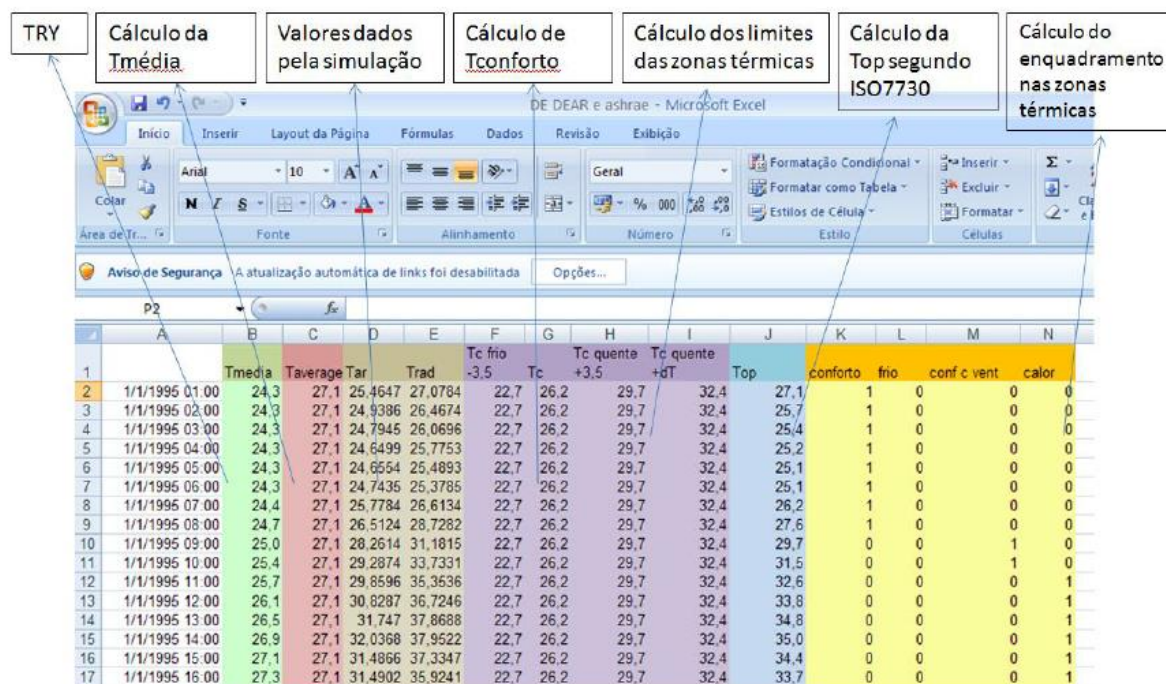 TRY
Cálculo da
Tmédia
Valores dados
pela simulação
Cálculo de
Tconforto
Cálculo dos limites
das zonas térmicas
Cálculo da
Top segundo
ISO7730
Cálculo do
enquadramento
nas zonas
térmicas
DE DEAR e ashrae - Microsoft Excel
Início Inserir Layout da Página Fórmulas Dados Revisão Exibição
Colar
Arial 10 A A
N I S A
Geral
% 000
Formatação Condicional
Formatar como Tabela
Estilos de Célula
Inserir
Excluir
Formatar
Σ
Área de Tr... Fonte Alinhamento Número Estilo Células
Aviso de Segurança A atualização automática de links foi desabilitada Opções...
P2 fx
A B C D E F G H I J K L M N
1 Tmedia Taverage Tar Trad Tc frio -3,5 Tc Tc quente +3,5 Tc quente +dT Top conforto frio conf c vent calor
2 1/1/1995 01:00 24,3 27,1 25,4647 27,0784 22,7 26,2 29,7 32,4 27,1 1 0 0 0
3 1/1/1995 02:00 24,3 27,1 24,9386 26,4674 22,7 26,2 29,7 32,4 25,7 1 0 0 0
4 1/1/1995 03:00 24,3 27,1 24,7945 26,0696 22,7 26,2 29,7 32,4 25,4 1 0 0 0
5 1/1/1995 04:00 24,3 27,1 24,6499 25,7753 22,7 26,2 29,7 32,4 25,2 1 0 0 0
6 1/1/1995 05:00 24,3 27,1 24,6554 25,4893 22,7 26,2 29,7 32,4 25,1 1 0 0 0
7 1/1/1995 06:00 24,3 27,1 24,7435 25,3785 22,7 26,2 29,7 32,4 25,1 1 0 0 0
8 1/1/1995 07:00 24,4 27,1 25,7784 26,6134 22,7 26,2 29,7 32,4 26,2 1 0 0 0
9 1/1/1995 08:00 24,7 27,1 26,5124 28,7282 22,7 26,2 29,7 32,4 27,6 1 0 0 0
10 1/1/1995 09:00 25,0 27,1 28,2614 31,1815 22,7 26,2 29,7 32,4 29,7 0 0 1 0
11 1/1/1995 10:00 25,4 27,1 29,2874 33,7331 22,7 26,2 29,7 32,4 31,5 0 0 1 0
12 1/1/1995 11:00 25,7 27,1 29,8596 35,3536 22,7 26,2 29,7 32,4 32,6 0 0 0 1
13 1/1/1995 12:00 26,1 27,1 30,8287 36,7246 22,7 26,2 29,7 32,4 33,8 0 0 0 1
14 1/1/1995 13:00 26,5 27,1 31,747 37,8688 22,7 26,2 29,7 32,4 34,8 0 0 0 1
15 1/1/1995 14:00 26,9 27,1 32,0368 37,9522 22,7 26,2 29,7 32,4 35,0 0 0 0 1
16 1/1/1995 15:00 27,1 27,1 31,4866 37,3347 22,7 26,2 29,7 32,4 34,4 0 0 0 1
17 1/1/1995 16:00 27,3 27,1 31,4902 35,9241 22,7 26,2 29,7 32,4 33,7 0 0 0 1